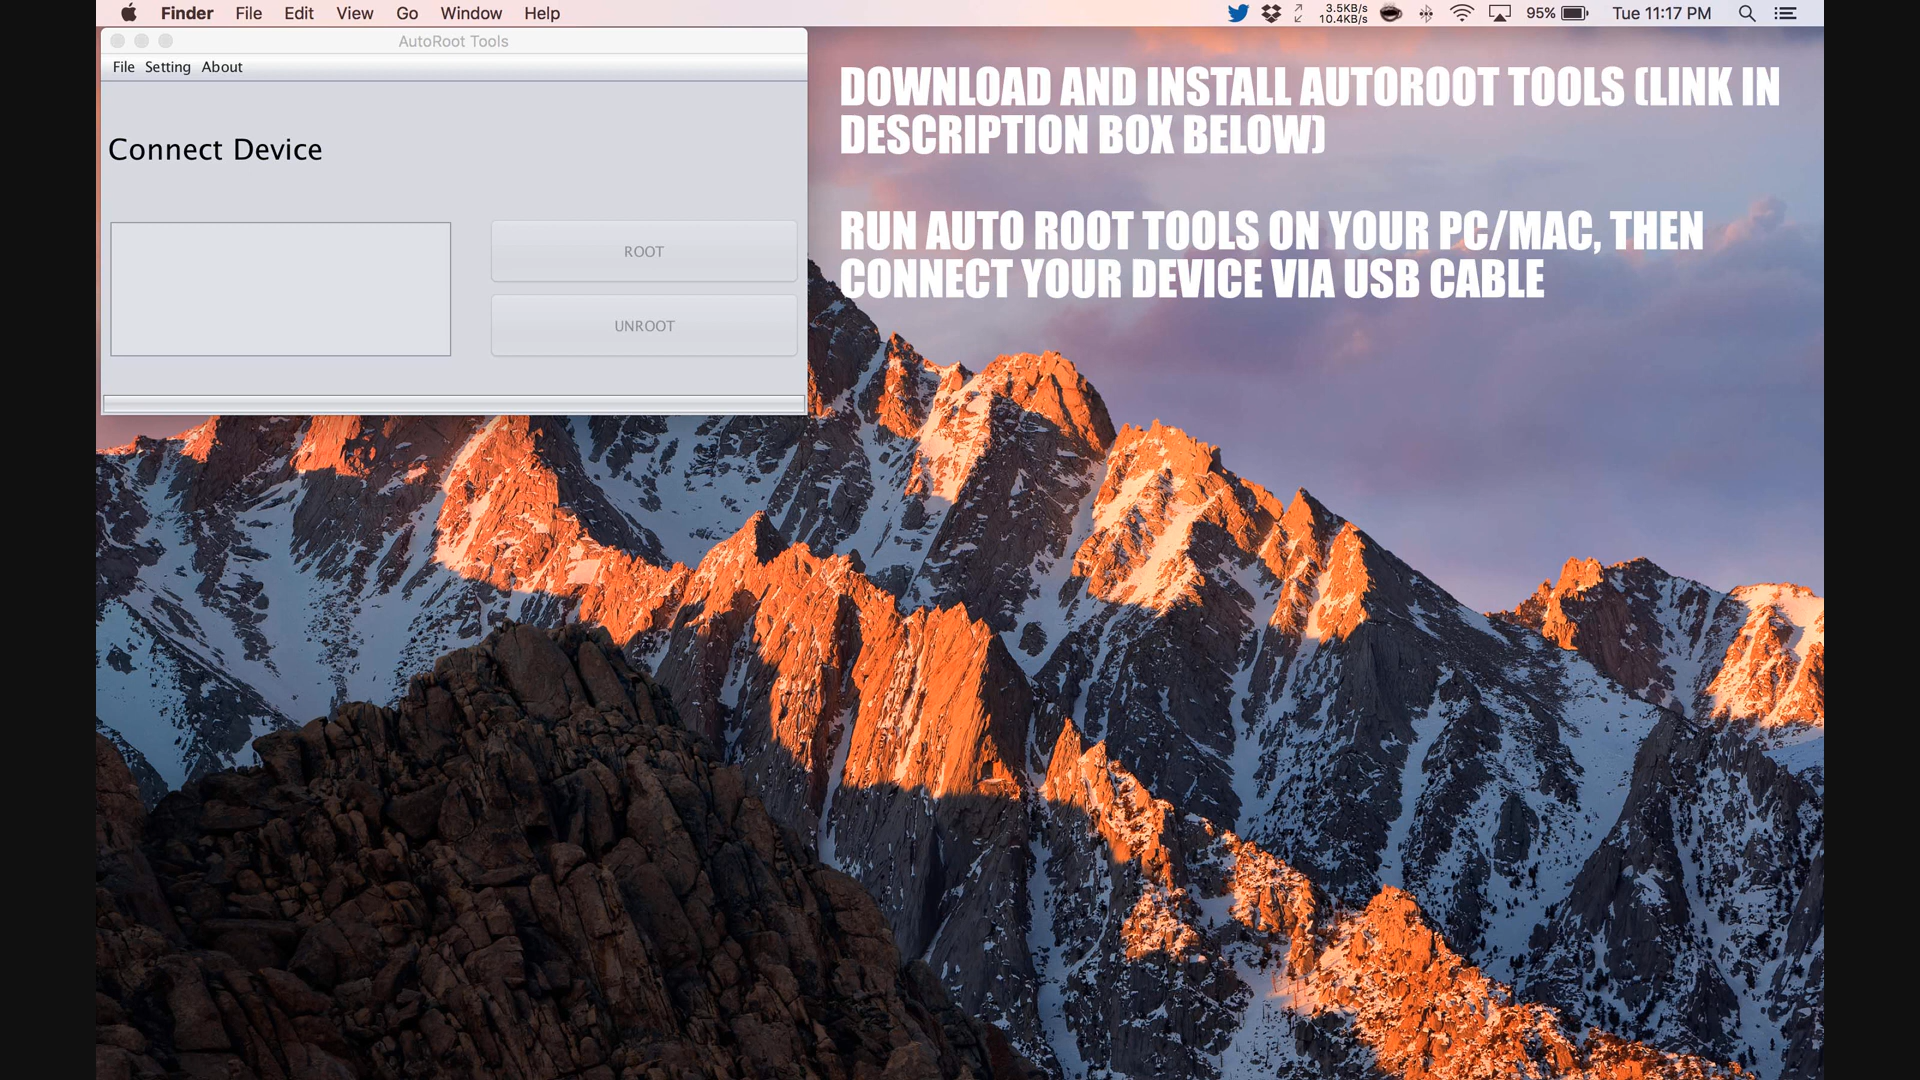 Finder File Edit View Go Window Help
3.5KB/s
10.4KB/s
95%
Tue 11:17 PM
AutoRoot Tools
File Setting About
Connect Device
ROOT
UNROOT
DOWNLOAD AND INSTALL AUTOROOT TOOLS (LINK IN
DESCRIPTION BOX BELOW)
RUN AUTO ROOT TOOLS ON YOUR PC/MAC, THEN
CONNECT YOUR DEVICE VIA USB CABLE